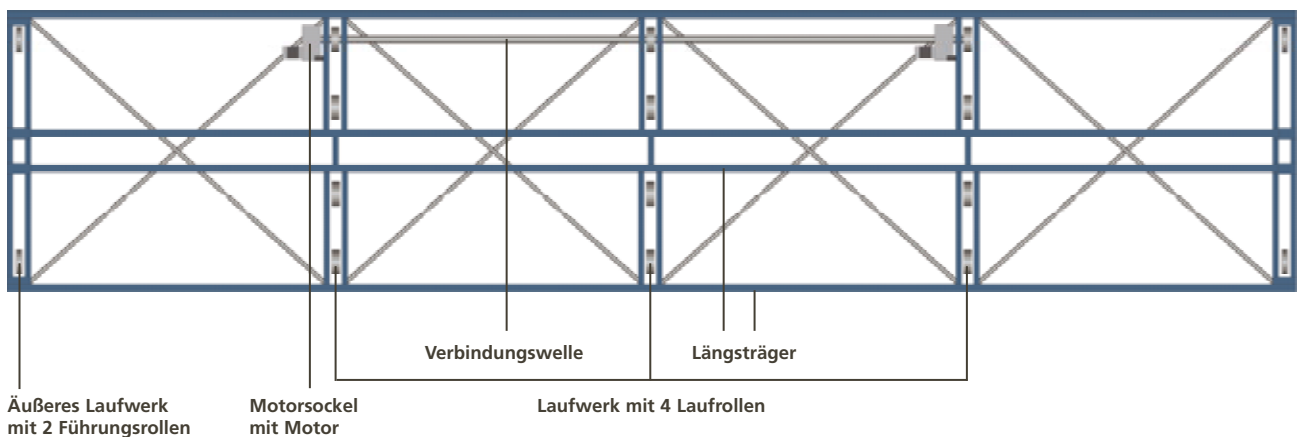 Verbindungswelle
Längsträger
Äußeres Laufwerk
mit 2 Führungsrollen
Motorsockel
mit Motor
Laufwerk mit 4 Laufrollen